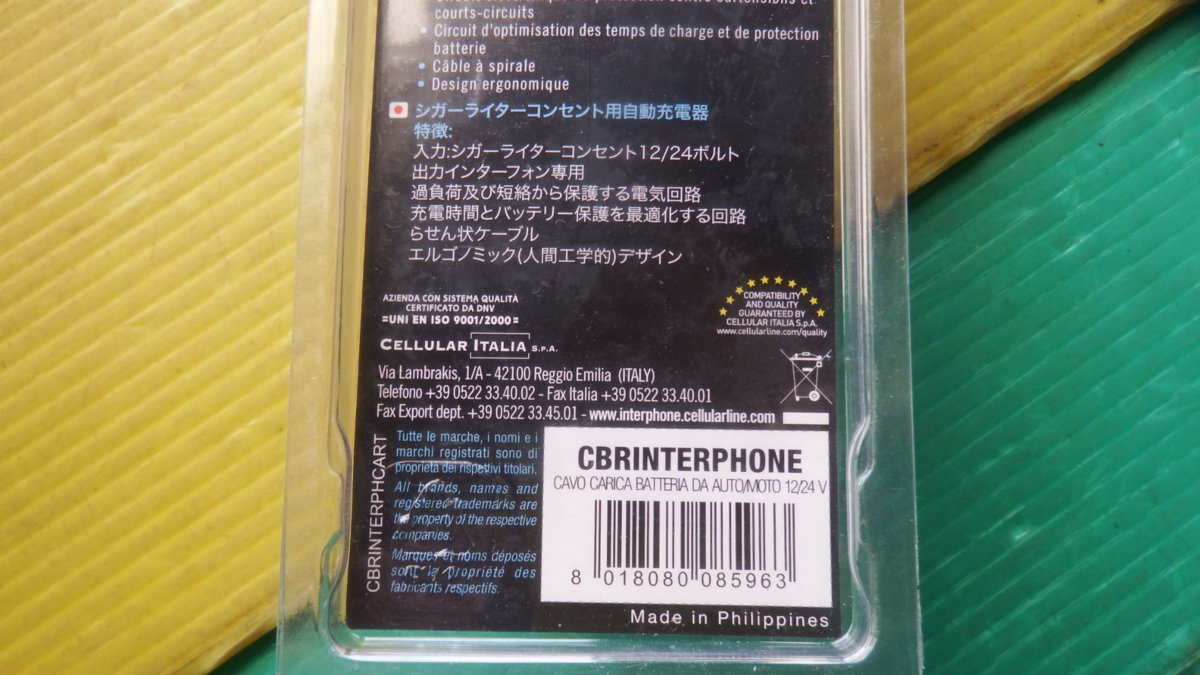 courts-circuits
• Circuit d'optimisation des temps de charge et de protection
batterie
• Câble à spirale
• Design ergonomique
シガーライターコンセント用自動充電器
特徴:
入力:シガーライターコンセント12/24ボルト
出力インターフォン専用
過負荷及び短絡から保護する電気回路
充電時間とバッテリー保護を最適化する回路
らせん状ケーブル
エルゴノミック(人間工学的)デザイン
AZIENDA CON SISTEMA QUALITÀ
CERTIFICATO DA DNV
=UNI EN ISO 9001/2000=
CELLULAR ITALIA S.P.A.
COMPATIBILITY
AND QUALITY
GUARANTEED BY
CELLULAR ITALIA S.p.A.
www.cellularline.com/quality
Via Lambrakis, 1/A - 42100 Reggio Emilia (ITALY)
Telefono +39 0522 33.40.02 - Fax Italia +39 0522 33.40.01
Fax Export dept. +39 0522 33.45.01 - www.interphone.cellularline.com
CBRINTERPHCART
Tutte le marche, i nomi e i
marchi registrati sono di
proprietà dei rispettivi titolari.
All brands, names and
registered trademarks are
the property of the respective
companies.
Marques et noms déposés
sont la propriété des
fabricants respectifs.
CBRINTERPHONE
CAVO CARICA BATTERIA DA AUTO/MOTO 12/24 V
8 018080 085963
Made in Philippines